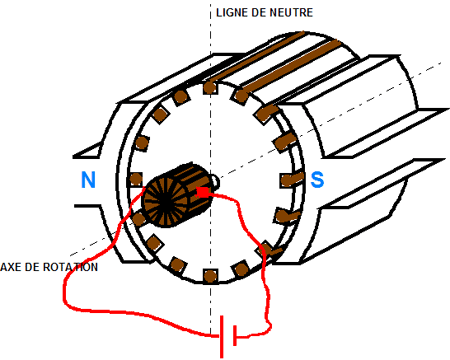 LIGNE DE NEUTRE
N
S
AXE DE ROTATION